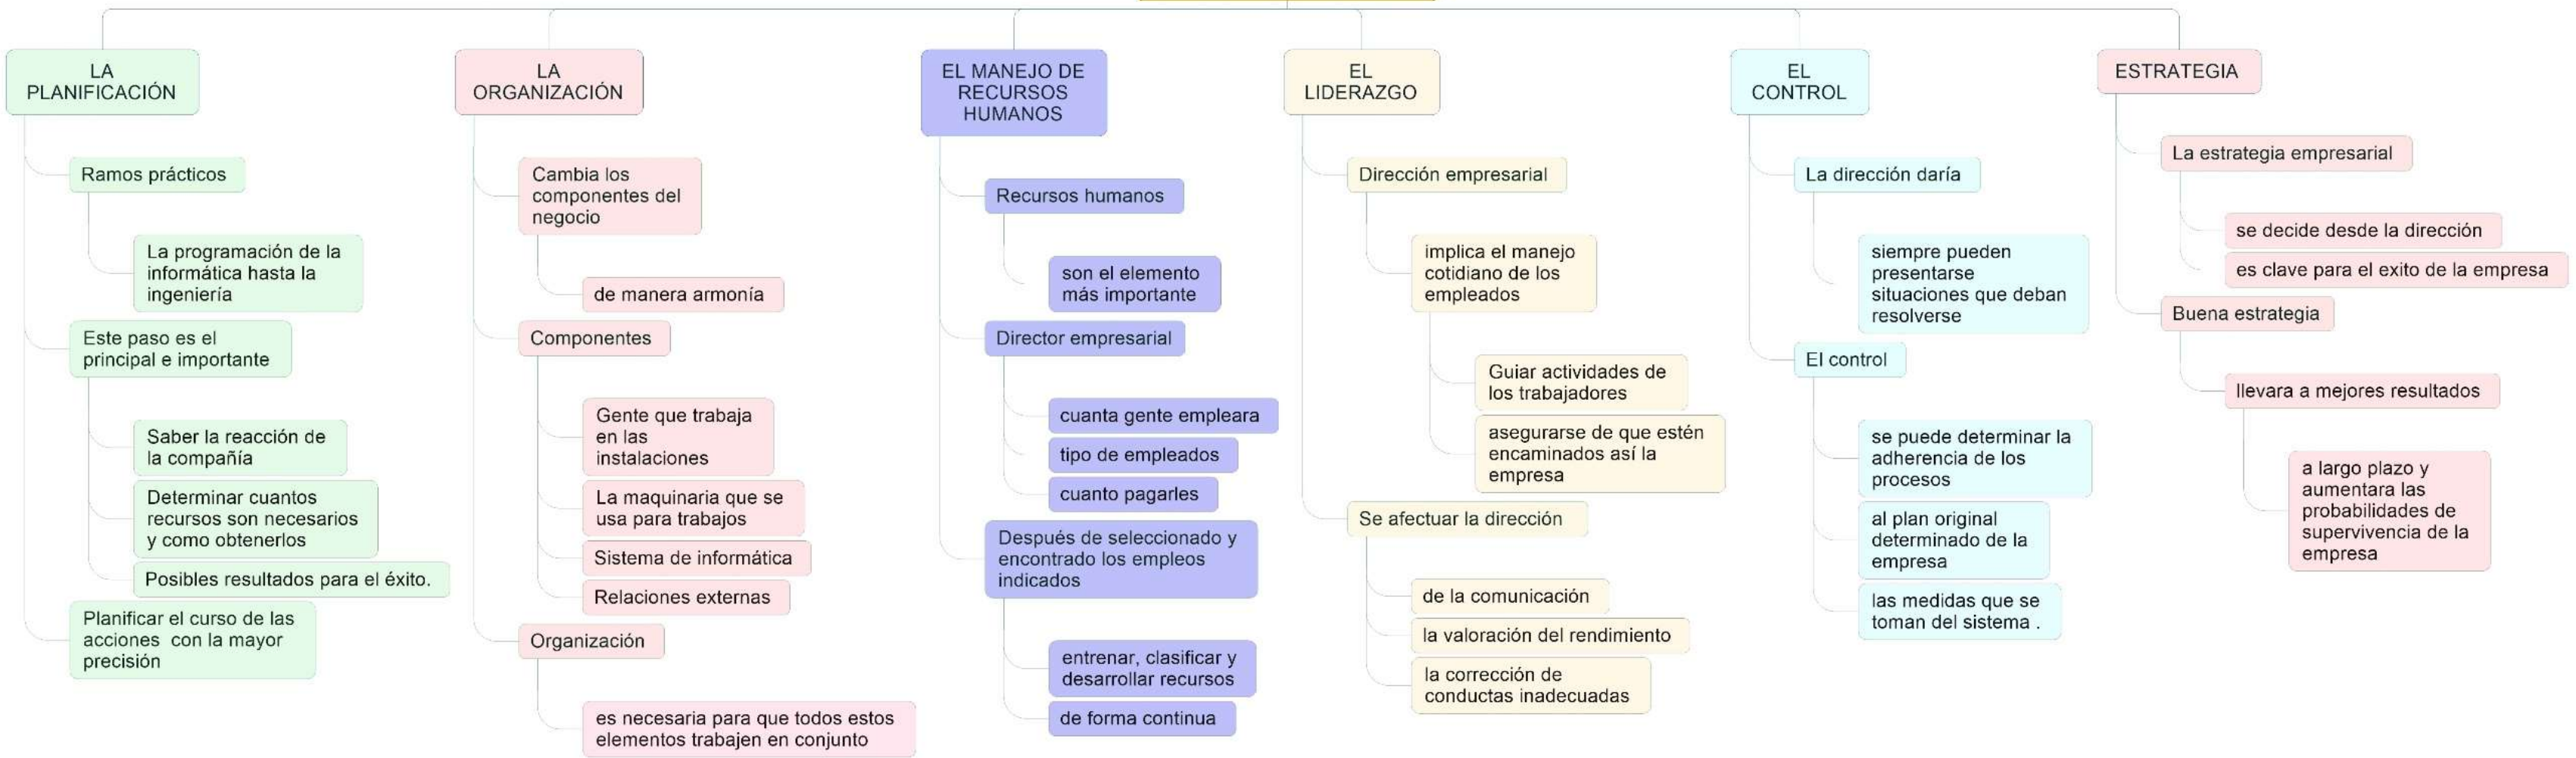 LA
PLANIFICACIÓN
Ramos prácticos
La programación de la
informática hasta la
ingeniería
Este paso es el
principal e importante
Saber la reacción de
la compañía
Determinar cuantos
recursos son necesarios
y como obtenerlos
Posibles resultados para el éxito.
Planificar el curso de las
acciones con la mayor
precisión
LA
ORGANIZACIÓN
Cambia los
componentes del
negocio
de manera armonía
Componentes
Gente que trabaja
en las
instalaciones
La maquinaria que se
usa para trabajos
Sistema de informática
Relaciones externas
Organización
es necesaria para que todos estos
elementos trabajen en conjunto
EL MANEJO DE
RECURSOS
HUMANOS
Recursos humanos
son el elemento
más importante
Director empresarial
cuanta gente empleara
tipo de empleados
cuanto pagarles
Después de seleccionado y
encontrado los empleos
indicados
entrenar, clasificar y
desarrollar recursos
de forma continua
EL
LIDERAZGO
Dirección empresarial
implica el manejo
cotidiano de los
empleados
Guiar actividades de
los trabajadores
asegurarse de que estén
encaminados así la
empresa
Se afectuar la dirección
de la comunicación
la valoración del rendimiento
la corrección de
conductas inadecuadas
EL
CONTROL
La dirección daría
siempre pueden
presentarse
situaciones que deban
resolverse
El control
se puede determinar la
adherencia de los
procesos
al plan original
determinado de la
empresa
las medidas que se
toman del sistema .
ESTRATEGIA
La estrategia empresarial
se decide desde la dirección
es clave para el exito de la empresa
Buena estrategia
llevara a mejores resultados
a largo plazo y
aumentara las
probabilidades de
supervivencia de la
empresa